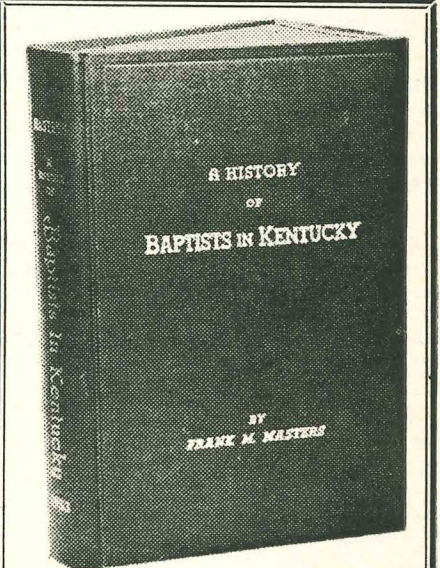 A HISTORY
OF
BAPTISTS IN KENTUCKY
BY
FRANK M. MASTERS
Baptists In Kentucky